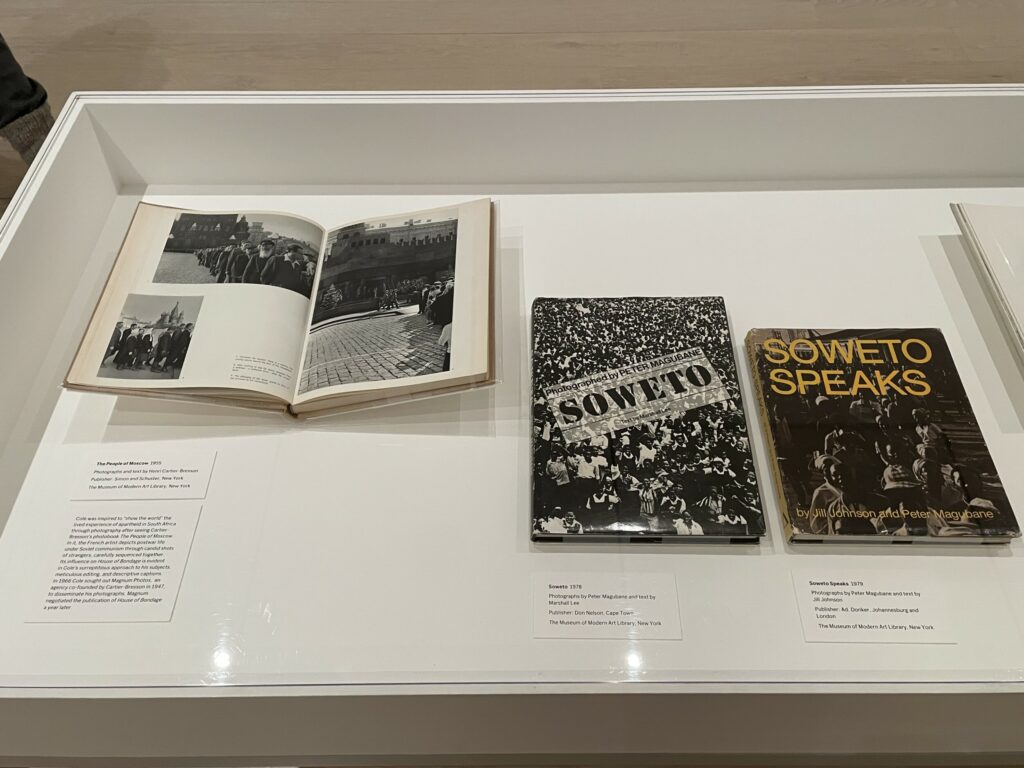 Photographed by PETER MAGUBANE
SOWETO
SOWETO
SPEAKS
by Jill Johnson and Peter Magubane
The People of Moscow 1955
Photographs and text by Henri Cartier-Bresson
Publisher: Simon and Schuster, New York
The Museum of Modern Art Library, New York
Cole was inspired to "show the world" the
lived experience of apartheid in South Africa
through photography after seeing Cartier-
Bresson's photobook The People of Moscow.
In it, the French artist depicts postwar life
under Soviet communism through candid shots
of strangers, carefully sequenced together.
Its influence on House of Bondage is evident
in Cole's surreptitious approach to his subjects,
meticulous editing, and descriptive captions.
In 1966 Cole sought out Magnum Photos, an
agency co-founded by Cartier-Bresson in 1947,
to disseminate his photographs. Magnum
negotiated the publication of House of Bondage
a year later.
Soweto 1978
Photographs by Peter Magubane and text by
Marshall Lee
Publisher: Don Nelson, Cape Town
The Museum of Modern Art Library, New York
Soweto Speaks 1979
Photographs by Peter Magubane and text by
Jill Johnson
Publisher: Ad. Donker, Johannesburg and
London
The Museum of Modern Art Library, New York